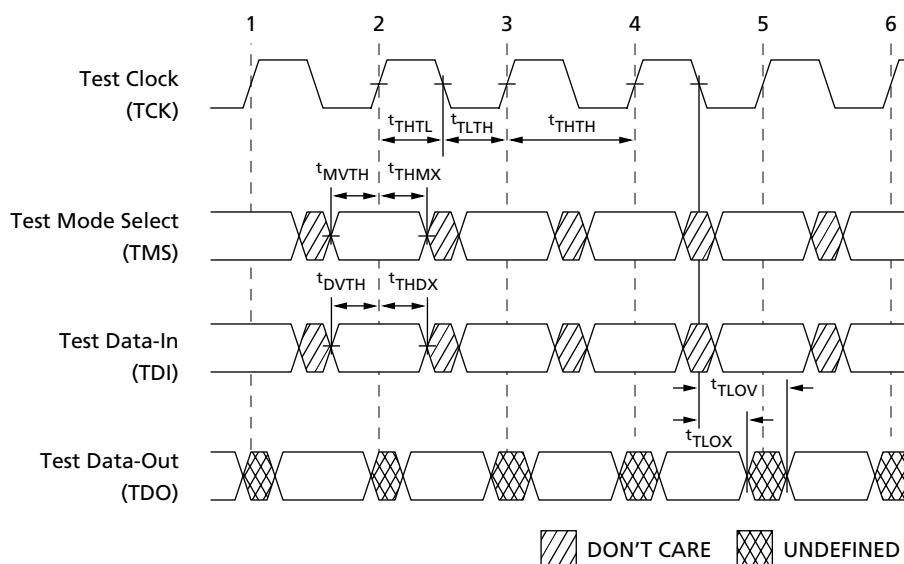 1 2 3 4 5 6
Test Clock
(TCK)
tTHTL tTLTH tTHTH
tMVTH tTHMX
Test Mode Select
(TMS)
tDVTH tTHDX
Test Data-In
(TDI)
tTLOV
tTLOX
Test Data-Out
(TDO)
DON'T CARE UNDEFINED